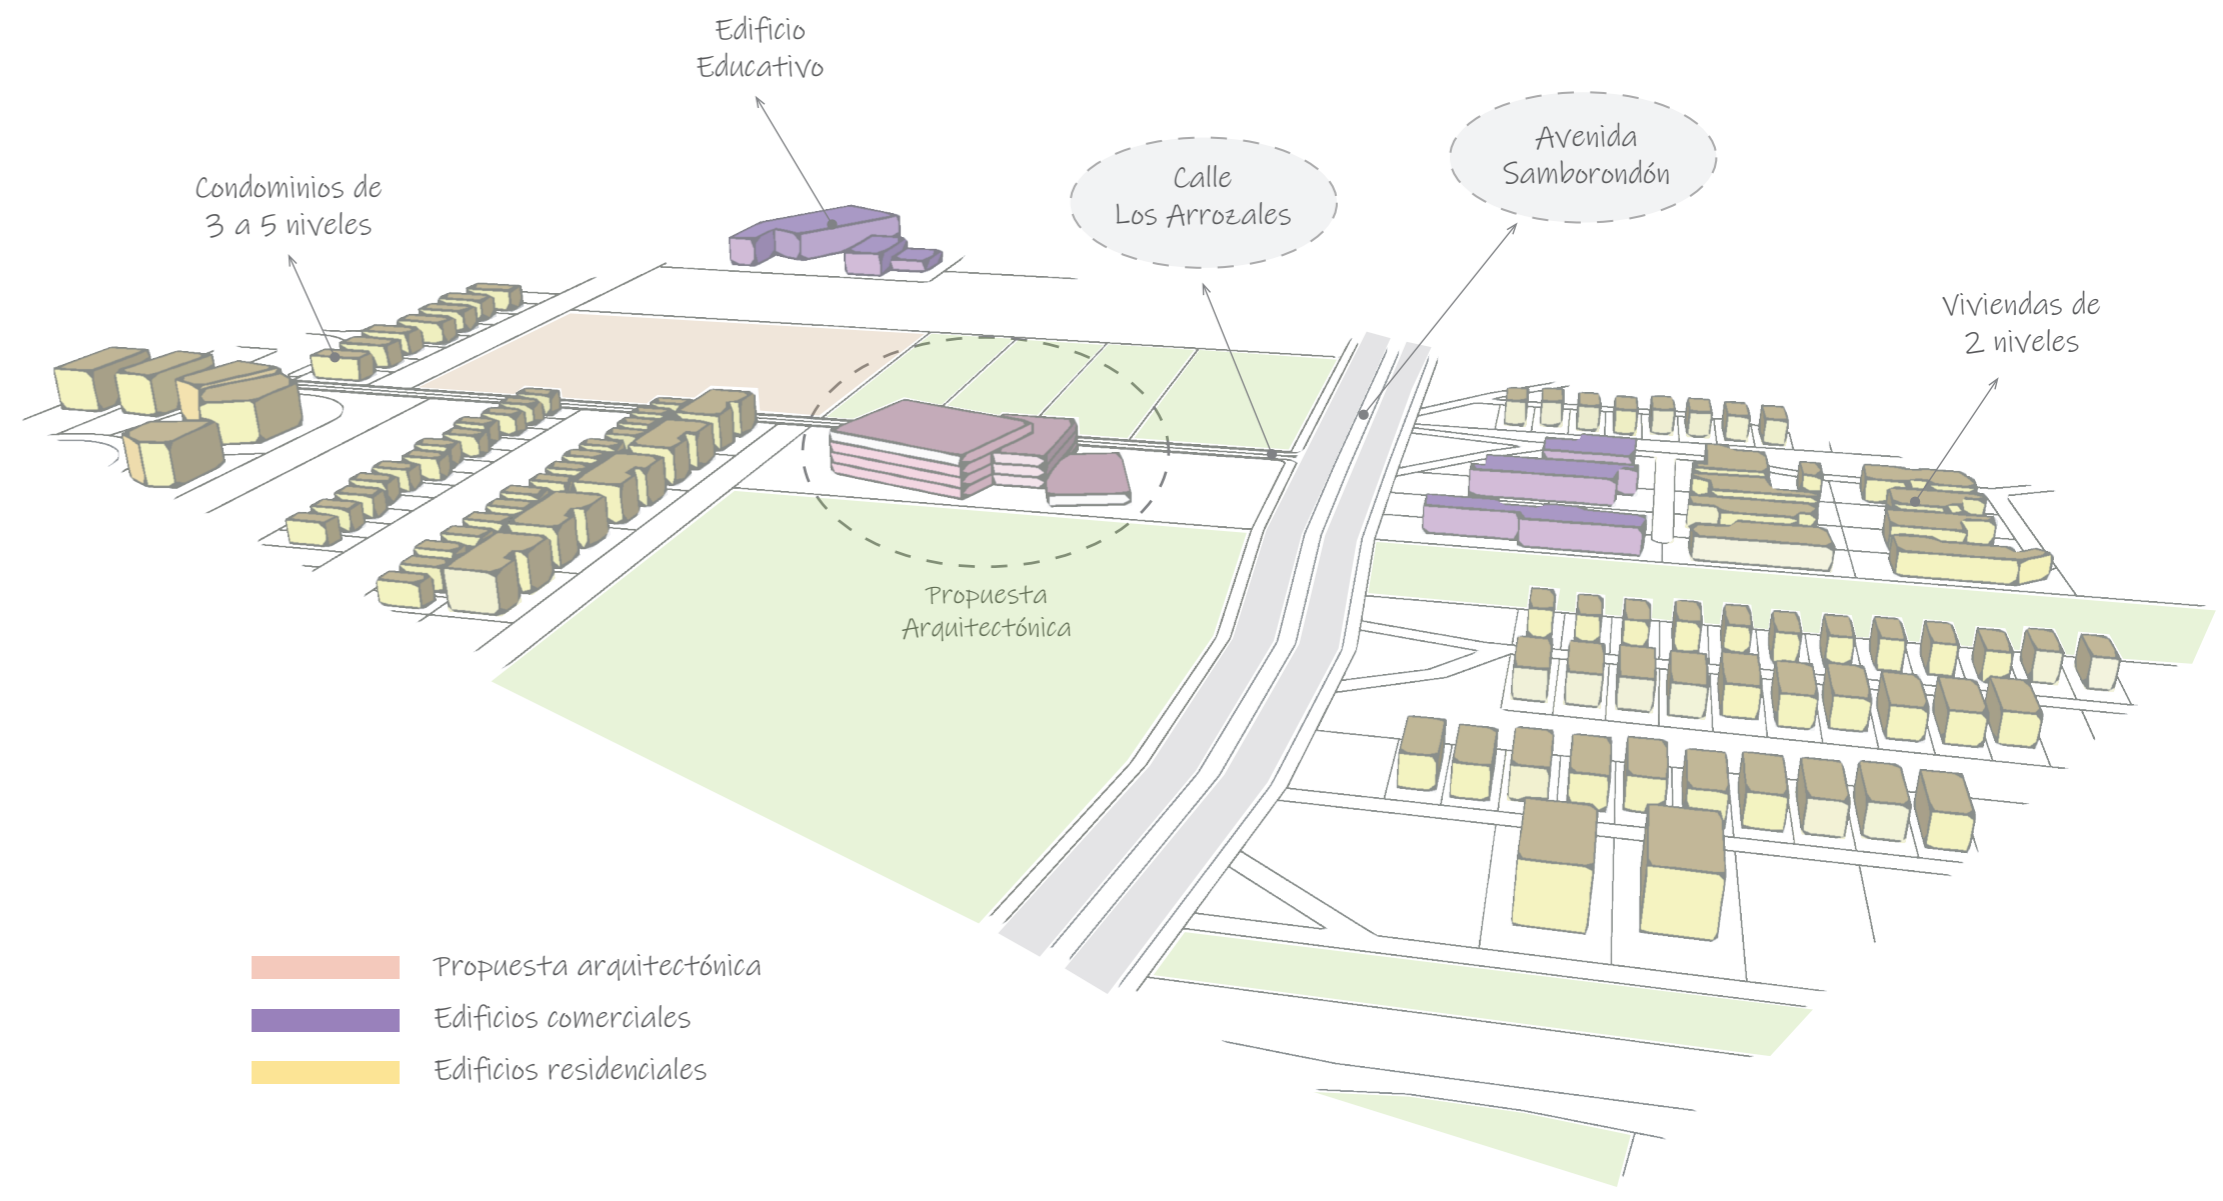 Edificio
Educativo
Condominios de
3 a 5 niveles
Calle
Los Arrozales
Avenida
Samborondón
Viviendas de
2 niveles
Propuesta
Arquitectónica
Propuesta arquitectónica
Edificios comerciales
Edificios residenciales